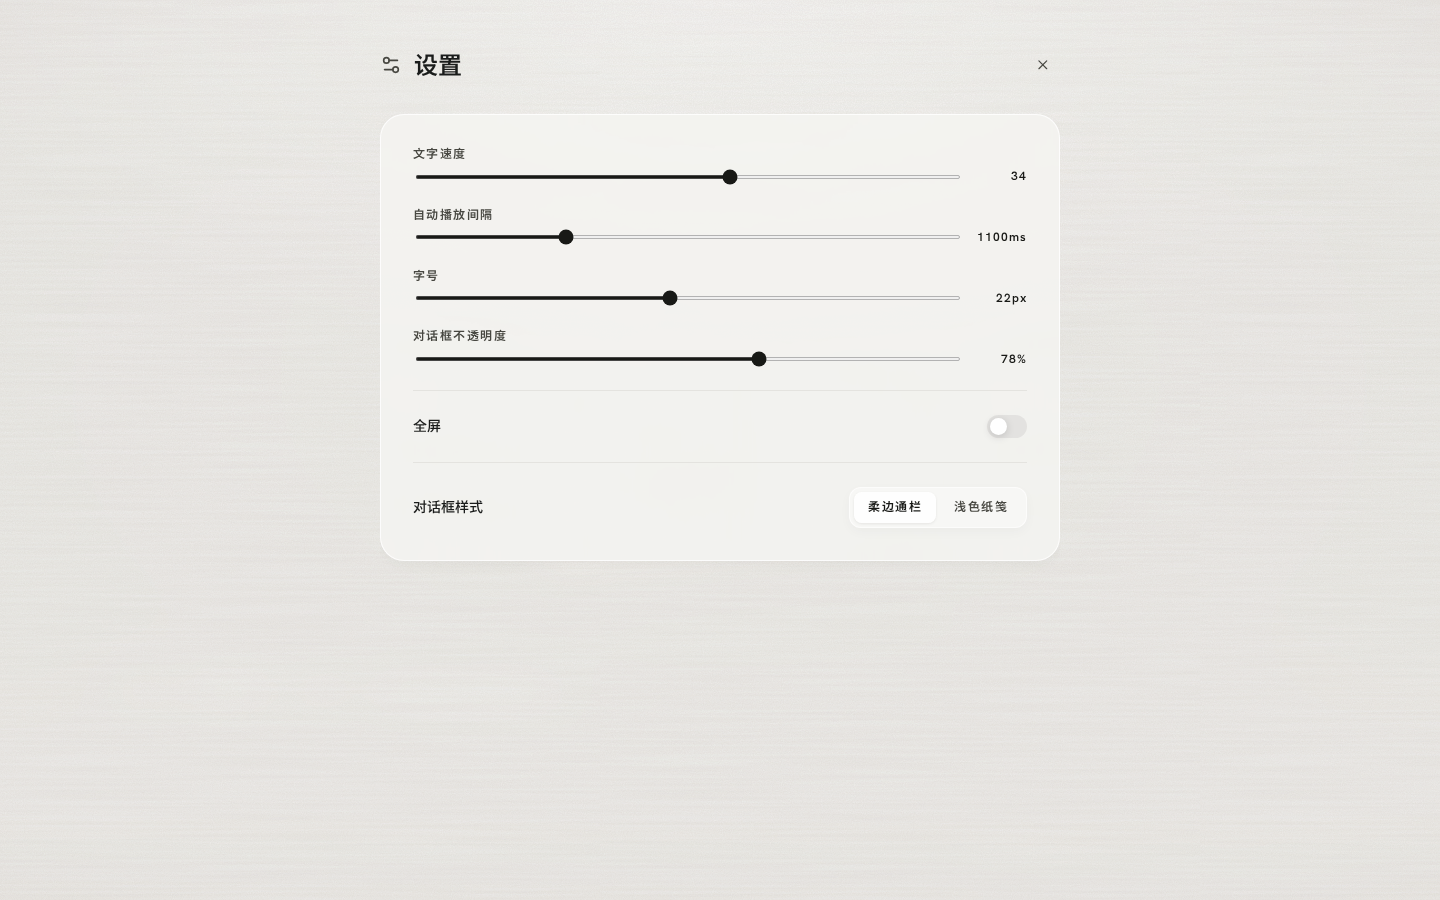 设置
文字速度
34
自动播放间隔
1100ms
字号
22px
对话框不透明度
78%
全屏
对话框样式
柔边通栏 浅色纸笺